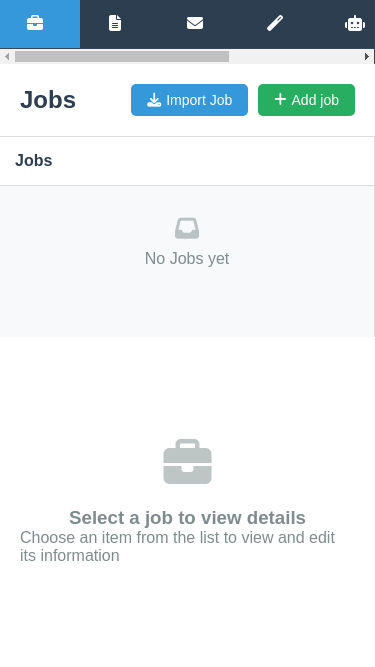 Jobs
Import Job
Add job
Jobs
No Jobs yet
Select a job to view details
Choose an item from the list to view and edit
its information